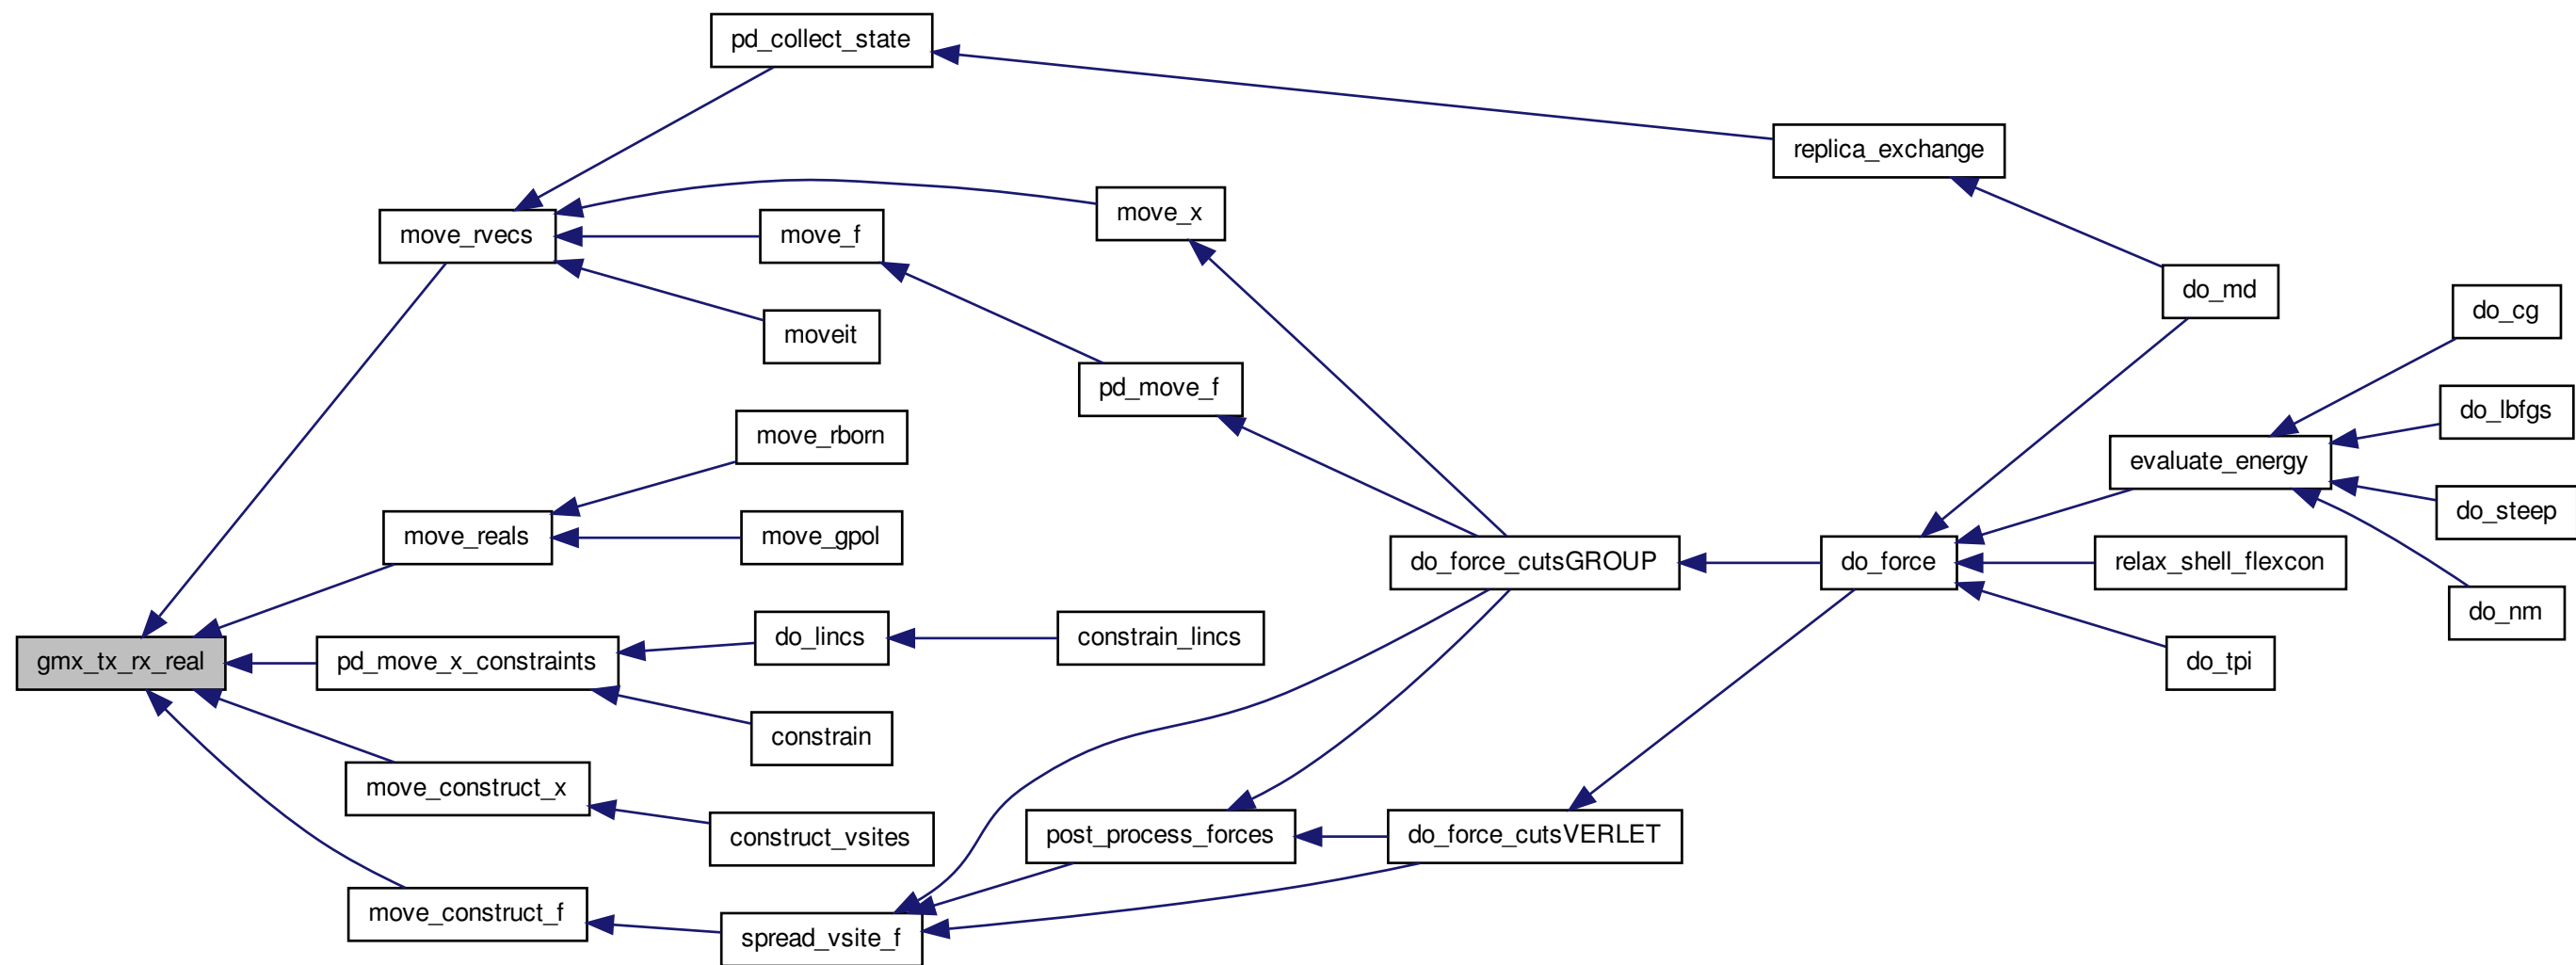 pd_collect_state
replica_exchange
move_x
move_rvecs
move_f
do_md
do_cg
moveit
pd_move_f
do_lbfgs
move_rborn
evaluate_energy
do_steep
move_reals
move_gpol
do_force_cutsGROUP
do_force
relax_shell_flexcon
do_nm
do_lincs
constrain_lincs
gmx_tx_rx_real
pd_move_x_constraints
do_tpi
constrain
move_construct_x
construct_vsites
post_process_forces
do_force_cutsVERLET
move_construct_f
spread_vsite_f